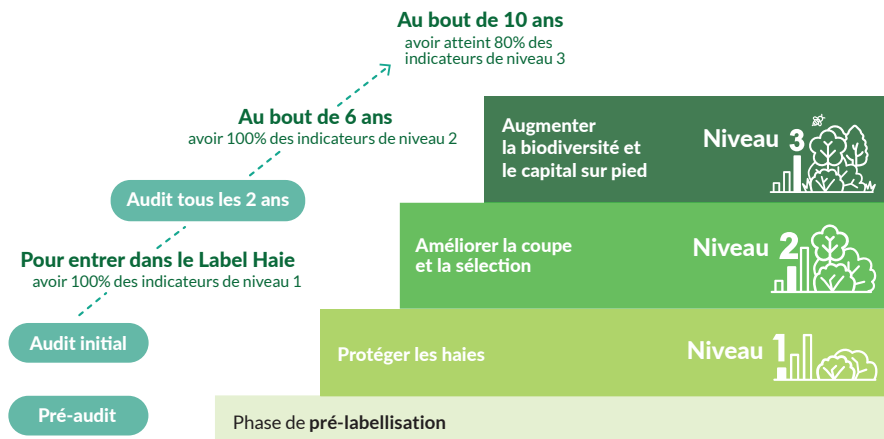 Au bout de 10 ans
avoir atteint 80% des
indicateurs de niveau 3
Au bout de 6 ans
avoir 100% des indicateurs de niveau 2
Audit tous les 2 ans
Pour entrer dans le Label Haie
avoir 100% des indicateurs de niveau 1
Audit initial
Pré-audit
Augmenter
la biodiversité et
le capital sur pied
Niveau 3
Améliorer la coupe
et la sélection
Niveau 2
Protéger les haies
Niveau 1
Phase de pré-labellisation